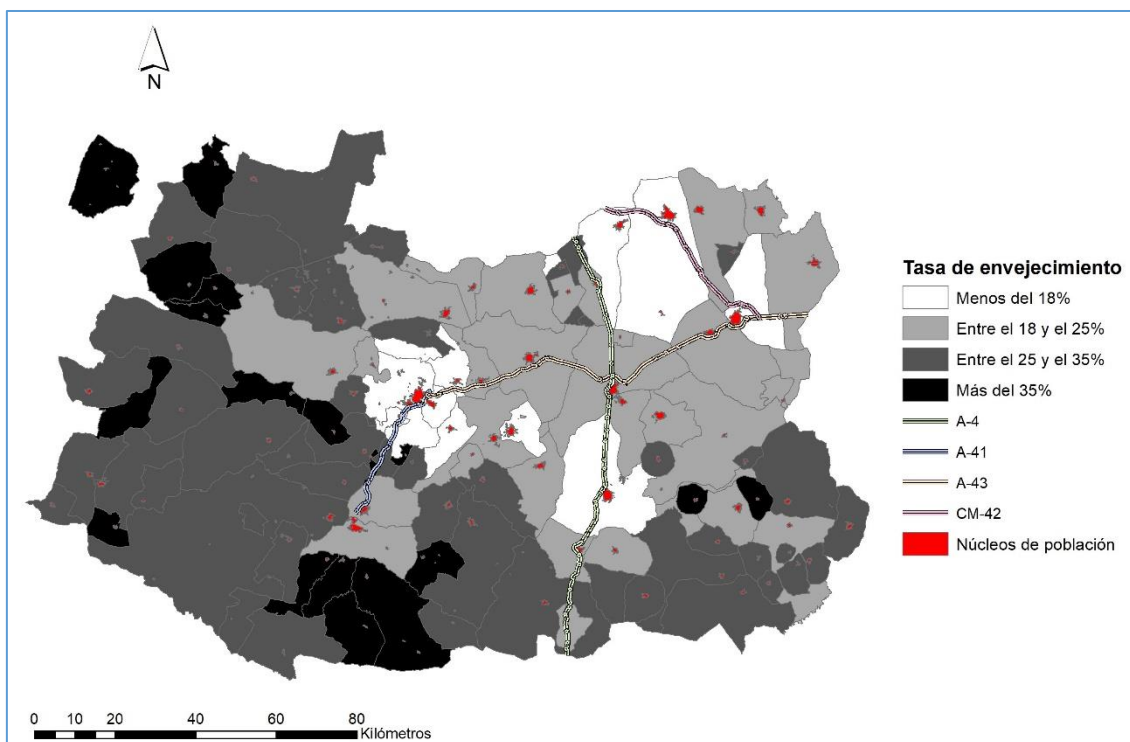 N
Tasa de envejecimiento
Menos del 18%
Entre el 18 y el 25%
Entre el 25 y el 35%
Más del 35%
A-4
A-41
A-43
CM-42
Núcleos de población
0 10 20 40 60 80
Kilómetros